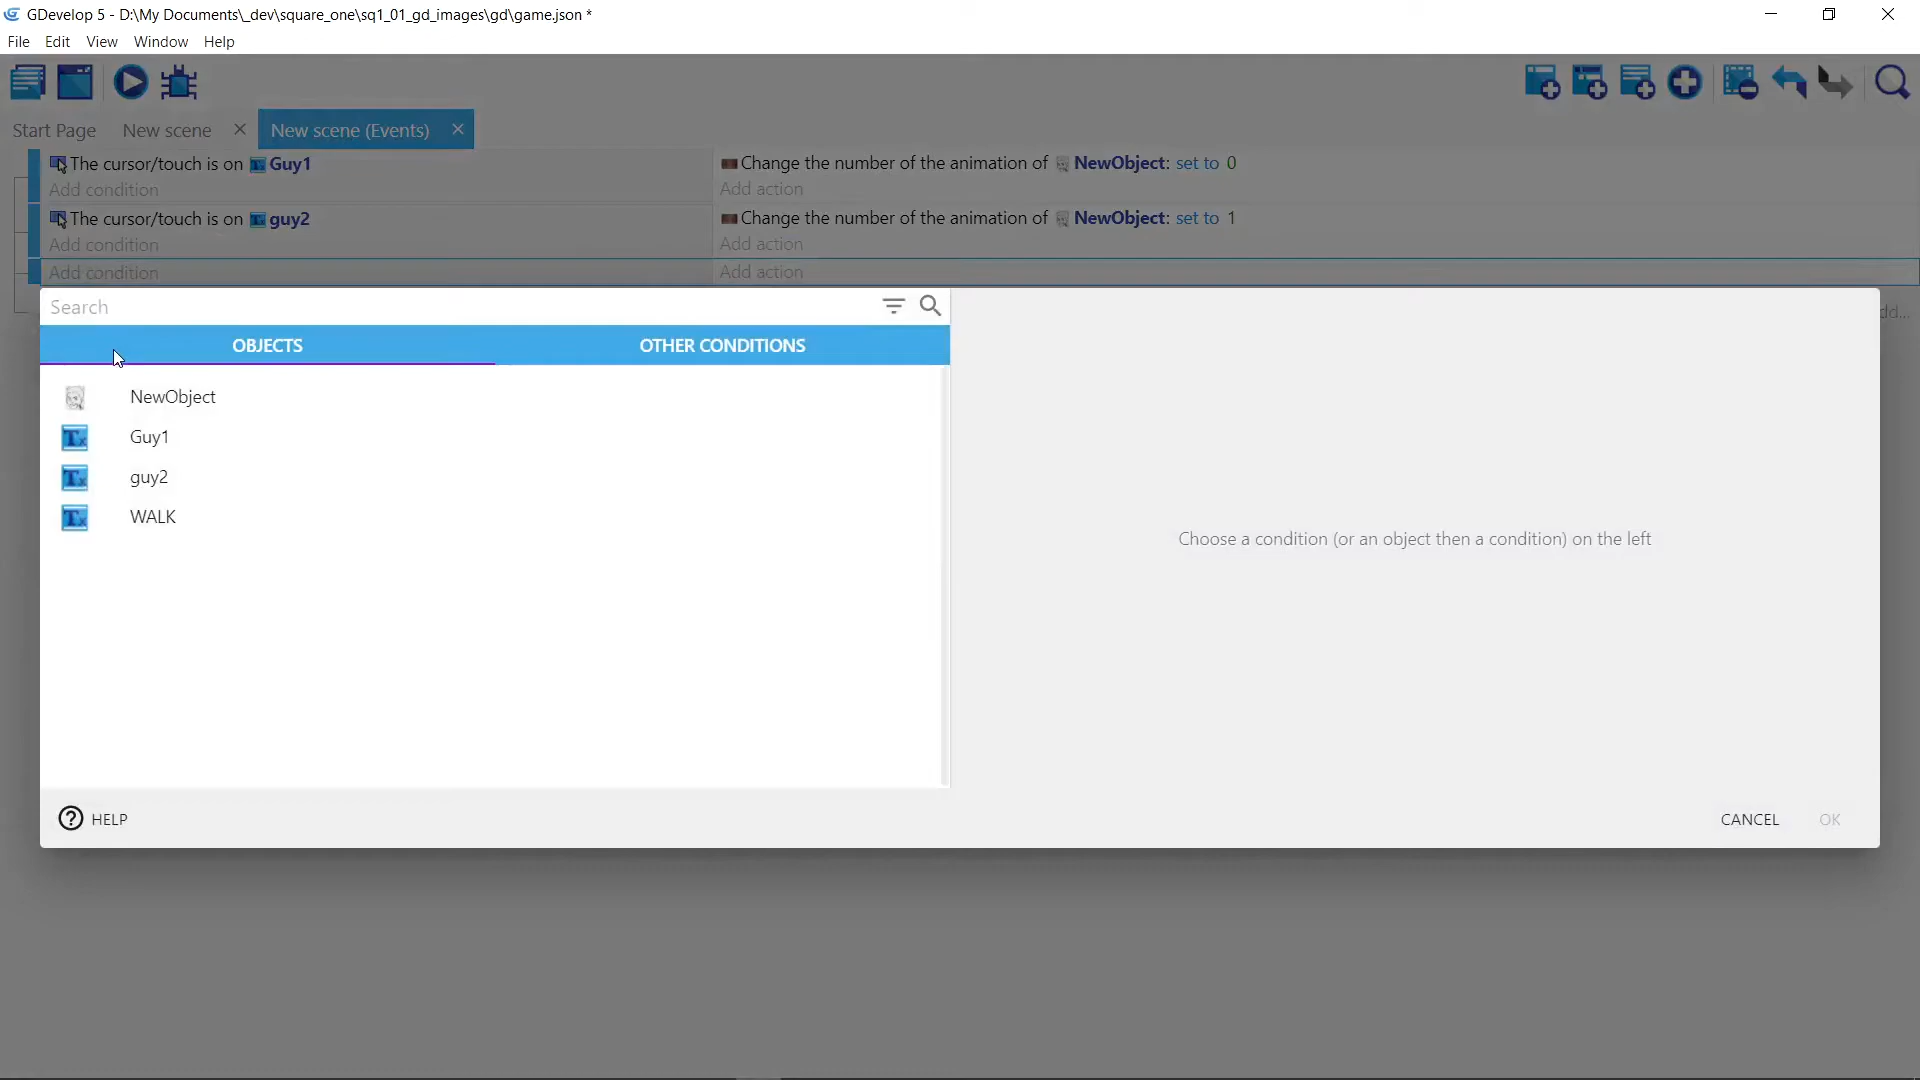 GDevelop 5 - D:\My Documents\_dev\square_one\sq1_01_gd_images\gd\game.json *
File Edit View Window Help
Start Page New scene New scene (Events)
The cursor/touch is on Guy1 Change the number of the animation of NewObject: set to 0
Add condition Add action
The cursor/touch is on guy2 Change the number of the animation of NewObject: set to 1
Add condition Add action
Add condition Add action
Search
dd...
OBJECTS OTHER CONDITIONS
NewObject
Guy1
guy2
WALK
Choose a condition (or an object then a condition) on the left
HELP CANCEL OK